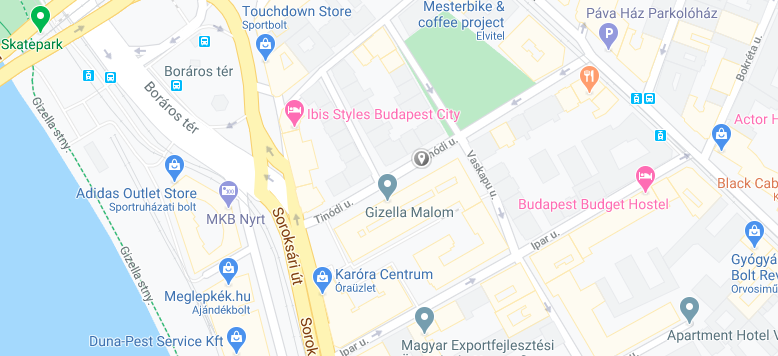 Touchdown Store
Sportbolt
Mesterbike &
coffee project
Elvitel
Páva Ház Parkolóház
Skatepark
Boráros tér
Bokréta u.
Boráros tér
Gizella stny.
Ibis Styles Budapest City
Actor H
Tinódi u.
Vaskapu u.
Adidas Outlet Store
Sportruházati bolt
MKB Nyrt
Tinódi u.
Gizella Malom
Black Cab
Budapest Budget Hostel
Soroksári út
Ipar u.
Gizella stny.
Gyógyá
Bolt Rev
Orvosimű
Karóra Centrum
Óraüzlet
Meglepkék.hu
Ajándékbolt
Duna-Pest Service Kft
Sorok
Ipar u.
Magyar Exportfejlesztési
Apartment Hotel V